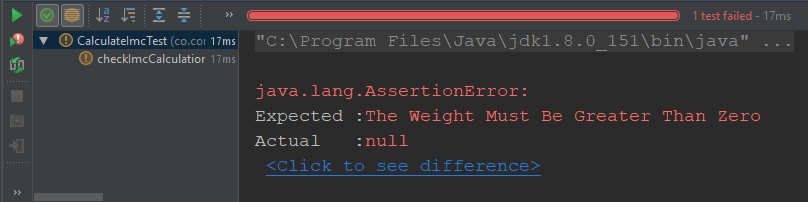 1 test failed - 17ms
CalculateImcTest (co.co 17ms
checkImcCalculation 17ms
"C:\Program Files\Java\jdk1.8.0_151\bin\java" ...
java.lang.AssertionError:
Expected :The Weight Must Be Greater Than Zero
Actual :null
<Click to see difference>